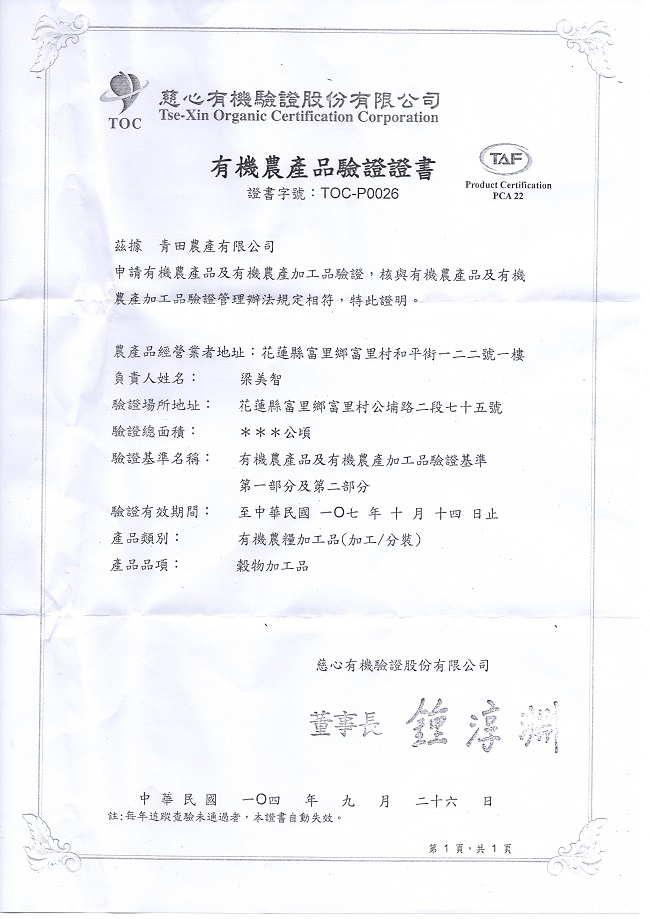 TOC
慈心有機驗證股份有限公司
Tse-Xin Organic Certification Corporation
有機農產品驗證證書
證書字號：TOC-P0026
TAF
Product Certification
PCA 22
茲據　青田農產有限公司
申請有機農產品及有機農產加工品驗證，核與有機農產品及有機
農產加工品驗證管理辦法規定相符，特此證明。
農產品經營業者地址：花蓮縣富里鄉富里村和平街一二二號一樓
負責人姓名：　梁美智
驗證場所地址：　花蓮縣富里鄉富里村公埔路二段七十五號
驗證總面積：　＊＊＊公頃
驗證基準名稱：　有機農產品及有機農產加工品驗證基準
第一部分及第二部分
驗證有效期間：　至中華民國 一〇七 年 十 月 十四 日止
產品類別：　有機農糧加工品(加工/分裝)
產品品項：　穀物加工品
慈心有機驗證股份有限公司
董事長　鍾淳淵
中華民國　一〇四　年　九　月　二十六　日
註:每年追蹤查驗未通過者，本證書自動失效。
第 1 頁，共 1 頁